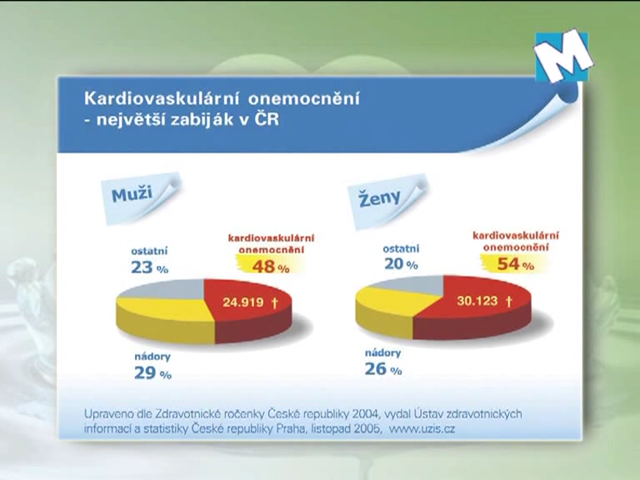 M
Kardiovaskulární onemocnění
- největší zabiják v ČR
Muži
ostatní
23 %
kardiovaskulární
onemocnění
48 %
24.919 †
nádory
29 %
Ženy
ostatni
20 %
kardiovaskulární
onemocnění
54 %
30.123 †
nádory
26 %
Upraveno dle Zdravotnické ročenky České republiky 2004, vydal Ústav zdravotnických
informací a statistiky České republiky Praha, listopad 2005, www.uzis.cz